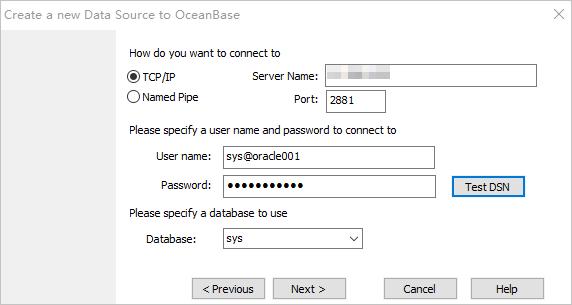 Create a new Data Source to OceanBase
How do you want to connect to
TCP/IP
Server Name:
Named Pipe
Port: 2881
Please specify a user name and password to connect to
User name: sys@oracle001
Password: ●●●●●●●●●●●
Test DSN
Please specify a database to use
Database: sys
< Previous
Next >
Cancel
Help